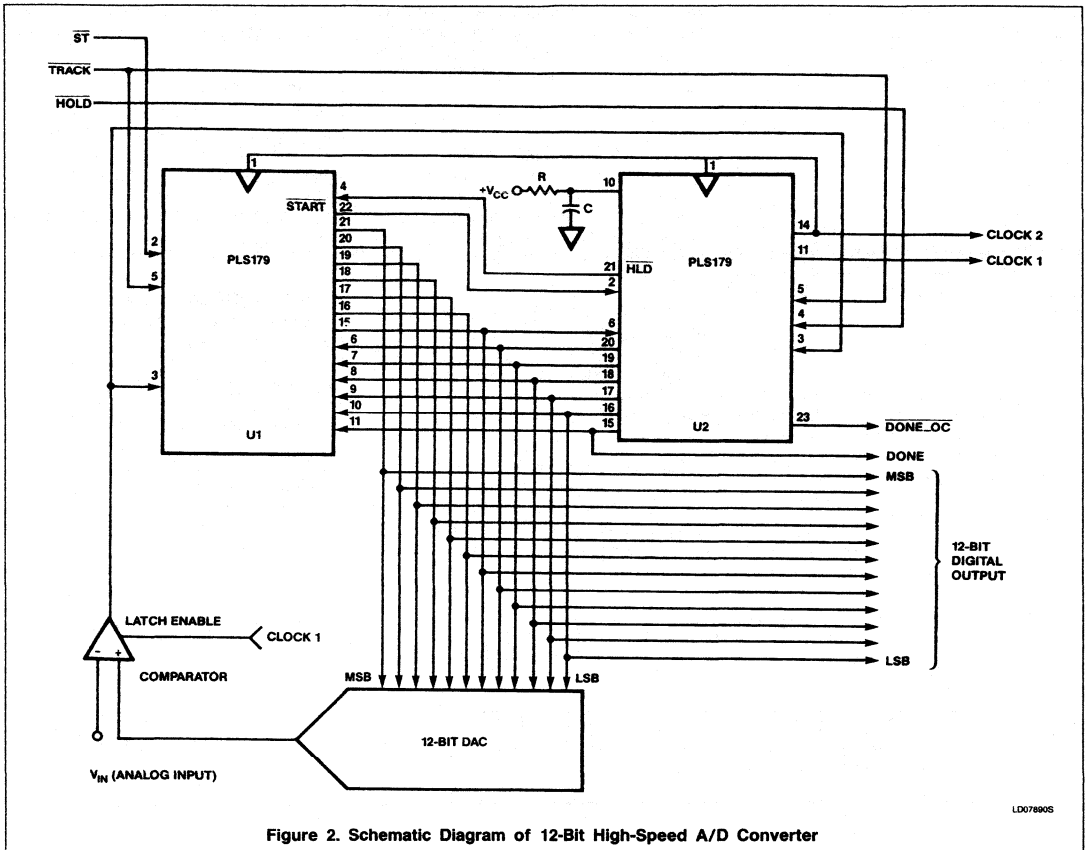 ST
TRACK
HOLD
1
1
R
+VCC
10
C
4
START
22
21
20
19
18
17
16
15
6
7
8
9
10
11
2
5
3
PLS179
U1
21
HLD
2
6
20
19
18
17
16
15
PLS179
U2
14
11
5
4
3
23
CLOCK 2
CLOCK 1
DONE_OC
DONE
MSB
12-BIT
DIGITAL
OUTPUT
LSB
LATCH ENABLE
CLOCK 1
- +
COMPARATOR
MSB
LSB
12-BIT DAC
VIN (ANALOG INPUT)
LD07890S
Figure 2. Schematic Diagram of 12-Bit High-Speed A/D Converter